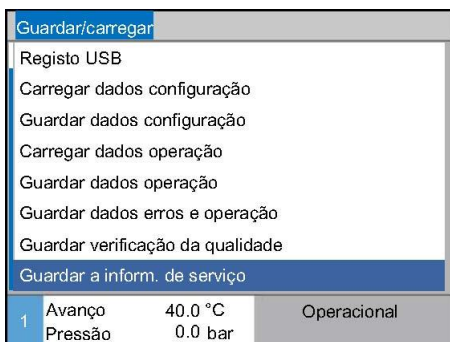 Guardar/carregar
Registo USB
Carregar dados configuração
Guardar dados configuração
Carregar dados operação
Guardar dados operação
Guardar dados erros e operação
Guardar verificação da qualidade
Guardar a inform. de serviço
1 Avanço 40.0 °C Operacional
Pressão 0.0 bar